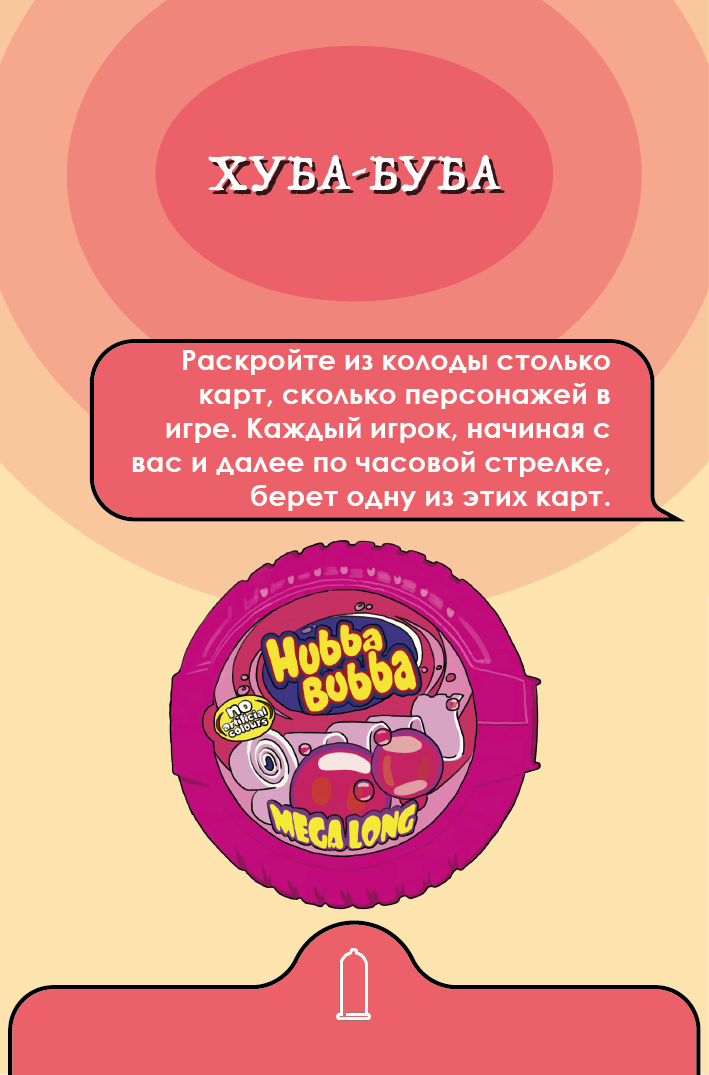 ХУБА-БУБА
Раскройте из колоды столько
карт, сколько персонажей в
игре. Каждый игрок, начиная с
вас и далее по часовой стрелке,
берет одну из этих карт.
Hubba
Bubba
no
artificial
colours
MEGA LONG